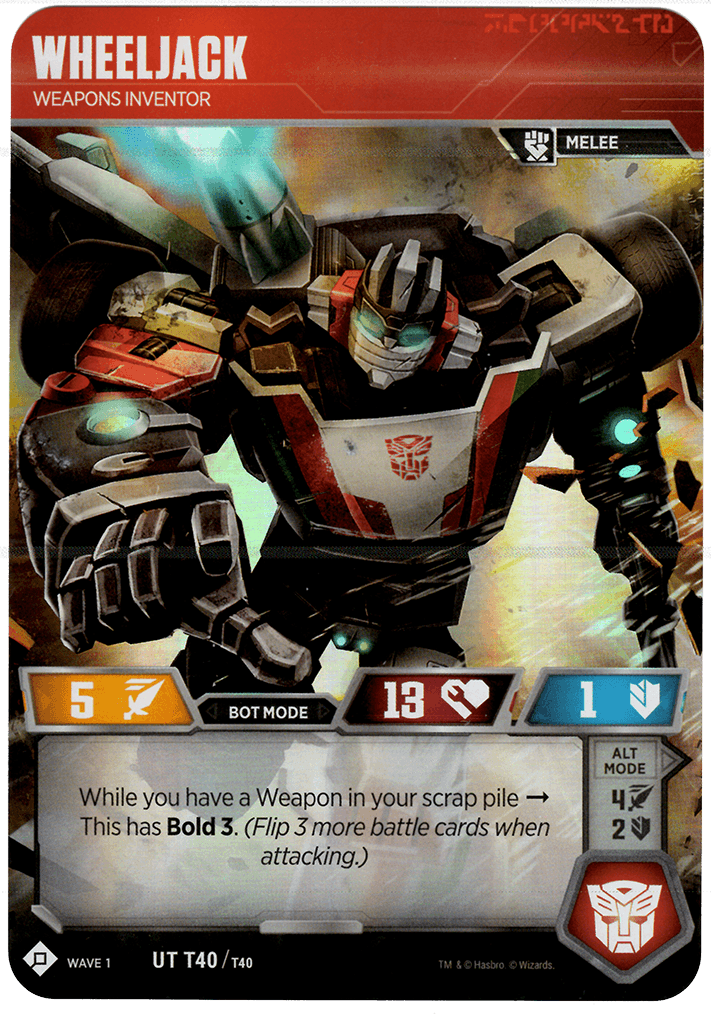 WHEELJACK
WEAPONS INVENTOR
MELEE
5
BOT MODE
13
1
While you have a Weapon in your scrap pile →
This has Bold 3. (Flip 3 more battle cards when
attacking.)
ALT
MODE
4
2
WAVE 1
UT T40 / T40
TM & © Hasbro © Wizards.